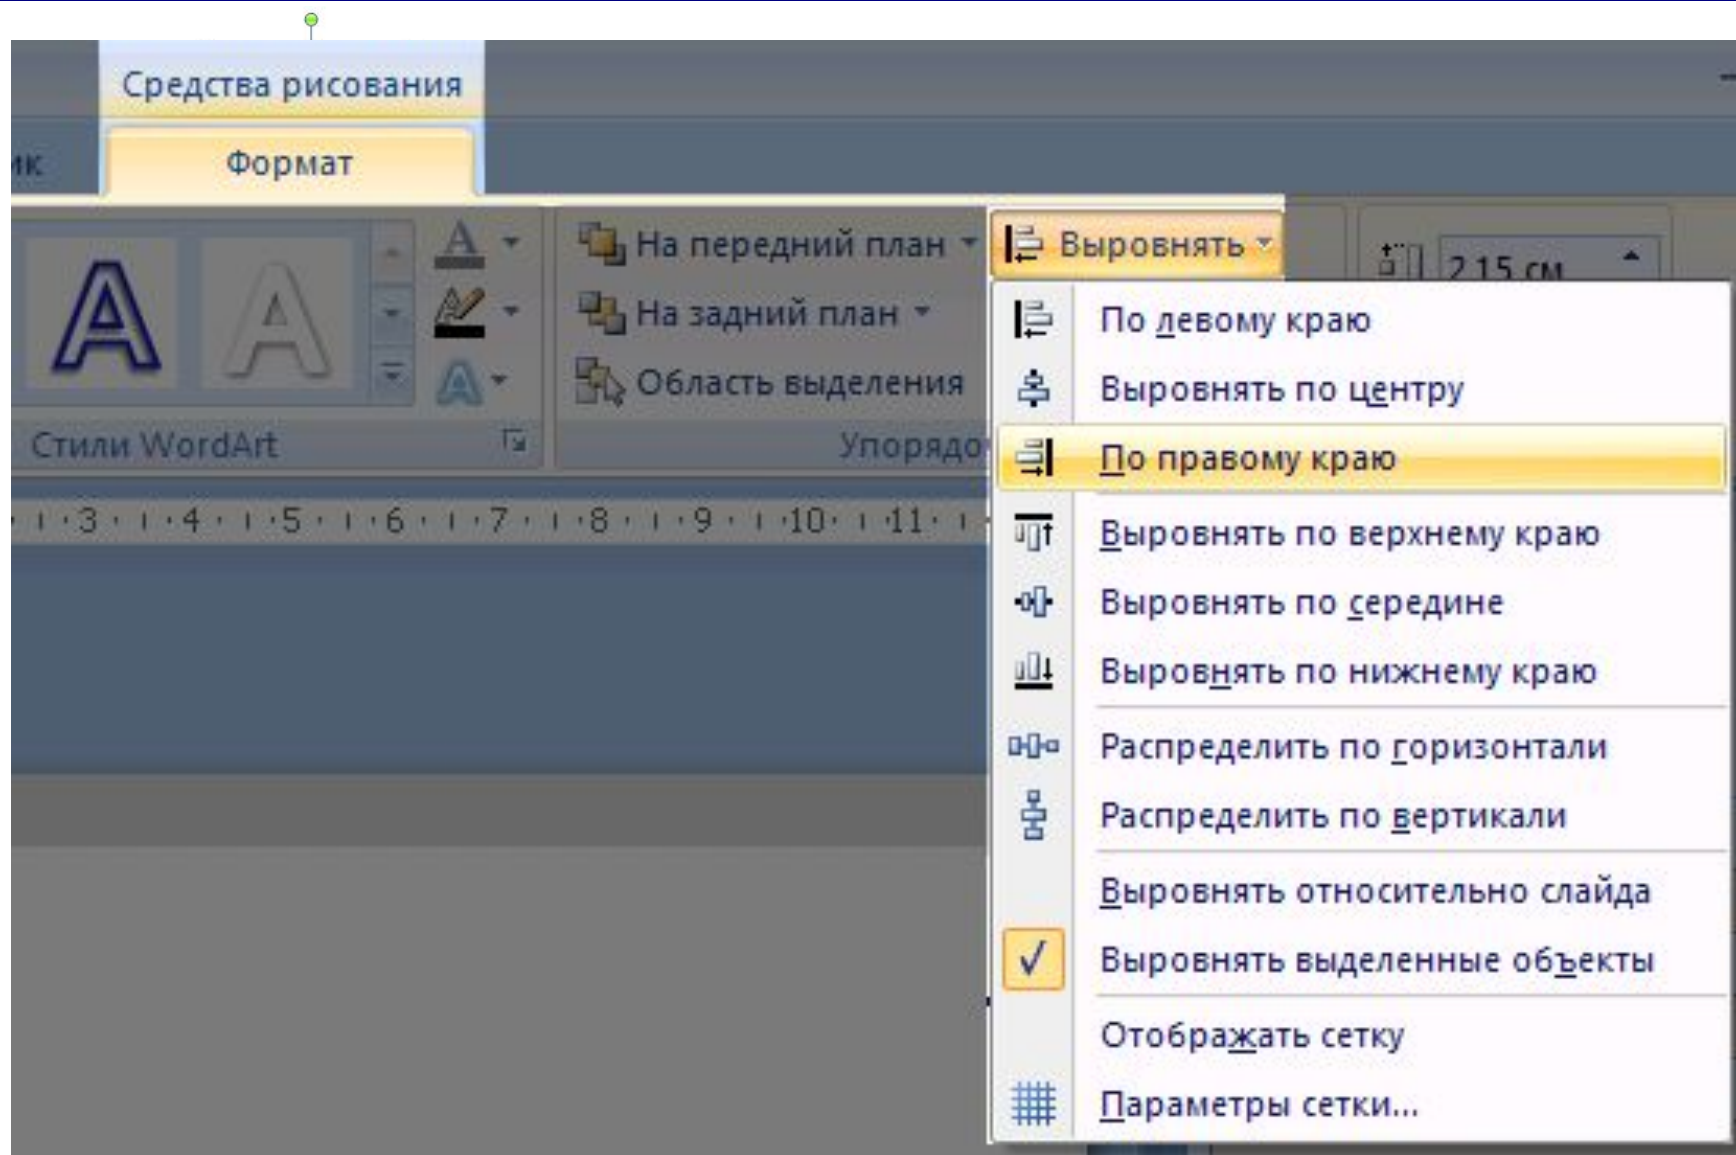 Средства рисования
Формат
На передний план
Выровнять
2,15 см
На задний план
Область выделения
Стили WordArt
По левому краю
Выровнять по центру
По правому краю
3 4 5 6 7 8 9 10 11
Выровнять по верхнему краю
Выровнять по середине
Выровнять по нижнему краю
Распределить по горизонтали
Распределить по вертикали
Выровнять относительно слайда
Выровнять выделенные объекты
Отображать сетку
Параметры сетки...